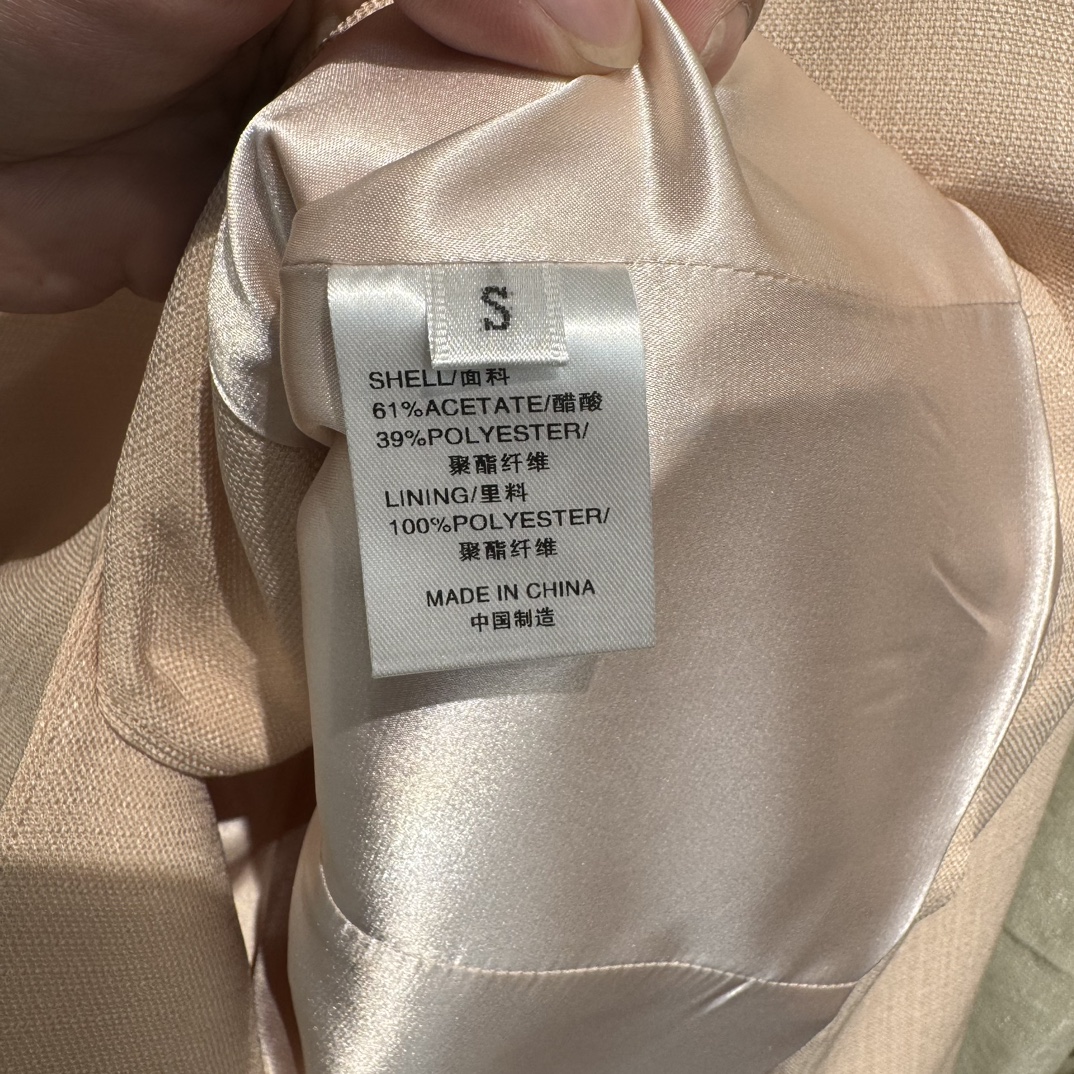 S
SHELL/面料
61%ACETATE/醋酸
39%POLYESTER/
聚酯纤维
LINING/里料
100%POLYESTER/
聚酯纤维
MADE IN CHINA
中国制造